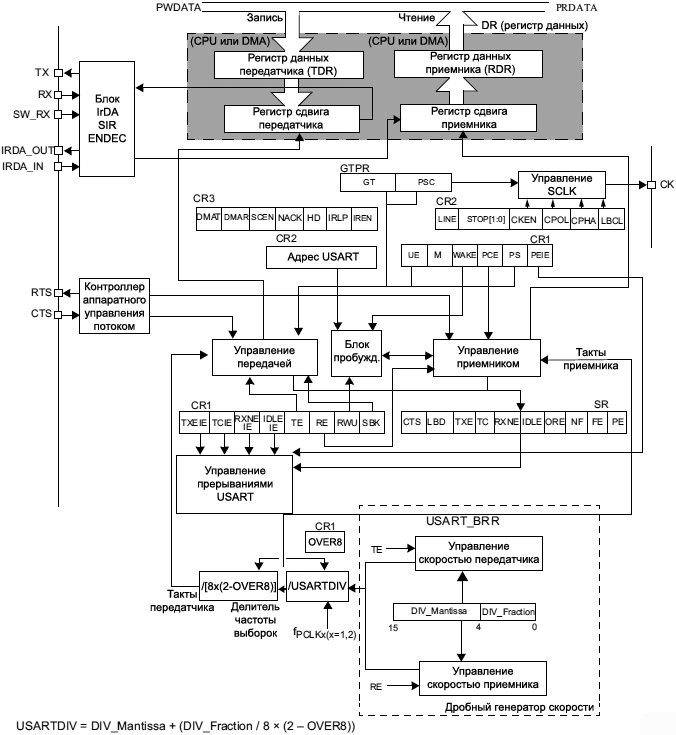 PWDATA
PRDATA
Запись
Чтение
DR (регистр данных)
(CPU или DMA)
(CPU или DMA)
TX
RX
SW_RX
IRDA_OUT
IRDA_IN
Блок
IrDA
SIR
ENDEC
Регистр данных
передатчика (TDR)
Регистр данных
приемника (RDR)
Регистр сдвига
передатчика
Регистр сдвига
приемника
GTPR
GT
PSC
Управление
SCLK
CK
CR3
DMAT DMAR SCEN NACK HD IRLP IREN
CR2
LINE STOP[1:0] CKEN CPOL CPHA LBCL
CR2
Адрес USART
CR1
UE M WAKE PCE PS PEIE
RTS
CTS
Контроллер
аппаратного
управления
потоком
Управление
передачей
Блок
пробужд.
Управление
приемником
Такты
приемника
CR1
TXEIE TCIE RXNE IE IDLE IE TE RE RWU SBK
SR
CTS LBD TXE TC RXNE IDLE ORE NF FE PE
Управление
прерываниями
USART
USART_BRR
CR1
OVER8
TE
Управление
скоростью передатчика
/[8x(2-OVER8)]
/USARTDIV
Такты
передатчика
Делитель
частоты
выборок
fPCLKx(x=1,2)
DIV_Mantissa DIV_Fraction
15 4 0
RE
Управление
скоростью приемника
Дробный генератор скорости
USARTDIV = DIV_Mantissa + (DIV_Fraction / 8 × (2 – OVER8))